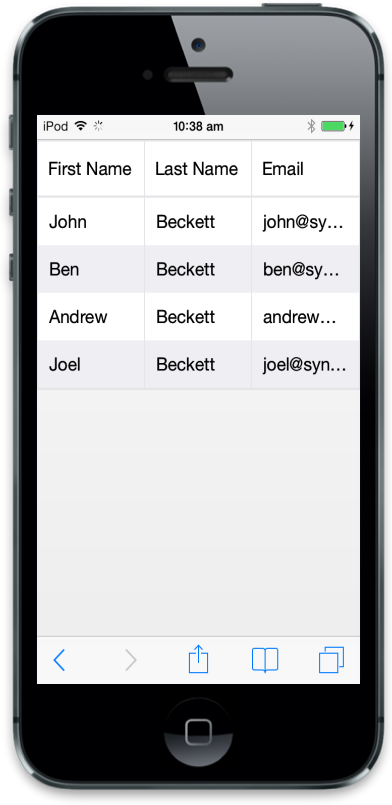 iPod 10:38 am
First Name Last Name Email
John Beckett john@sy...
Ben Beckett ben@sy...
Andrew Beckett andrew...
Joel Beckett joel@syn...